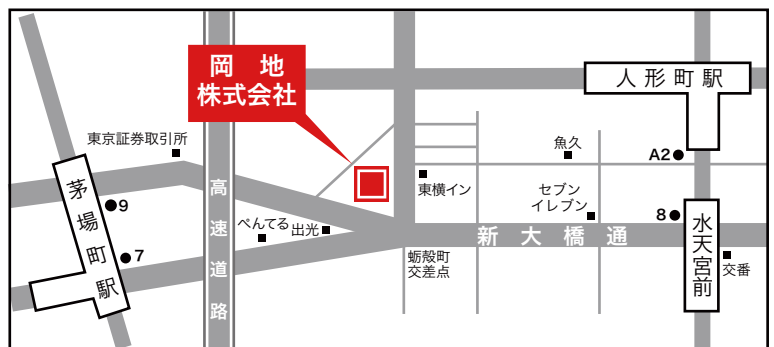 岡地
株式会社
人形町駅
東京証券取引所
魚久
A2
茅場町駅
9
高速道路
東横イン
セブン
イレブン
8
ぺんてる
出光
新大橋通
水天宮前
7
蛎殻町
交差点
交番